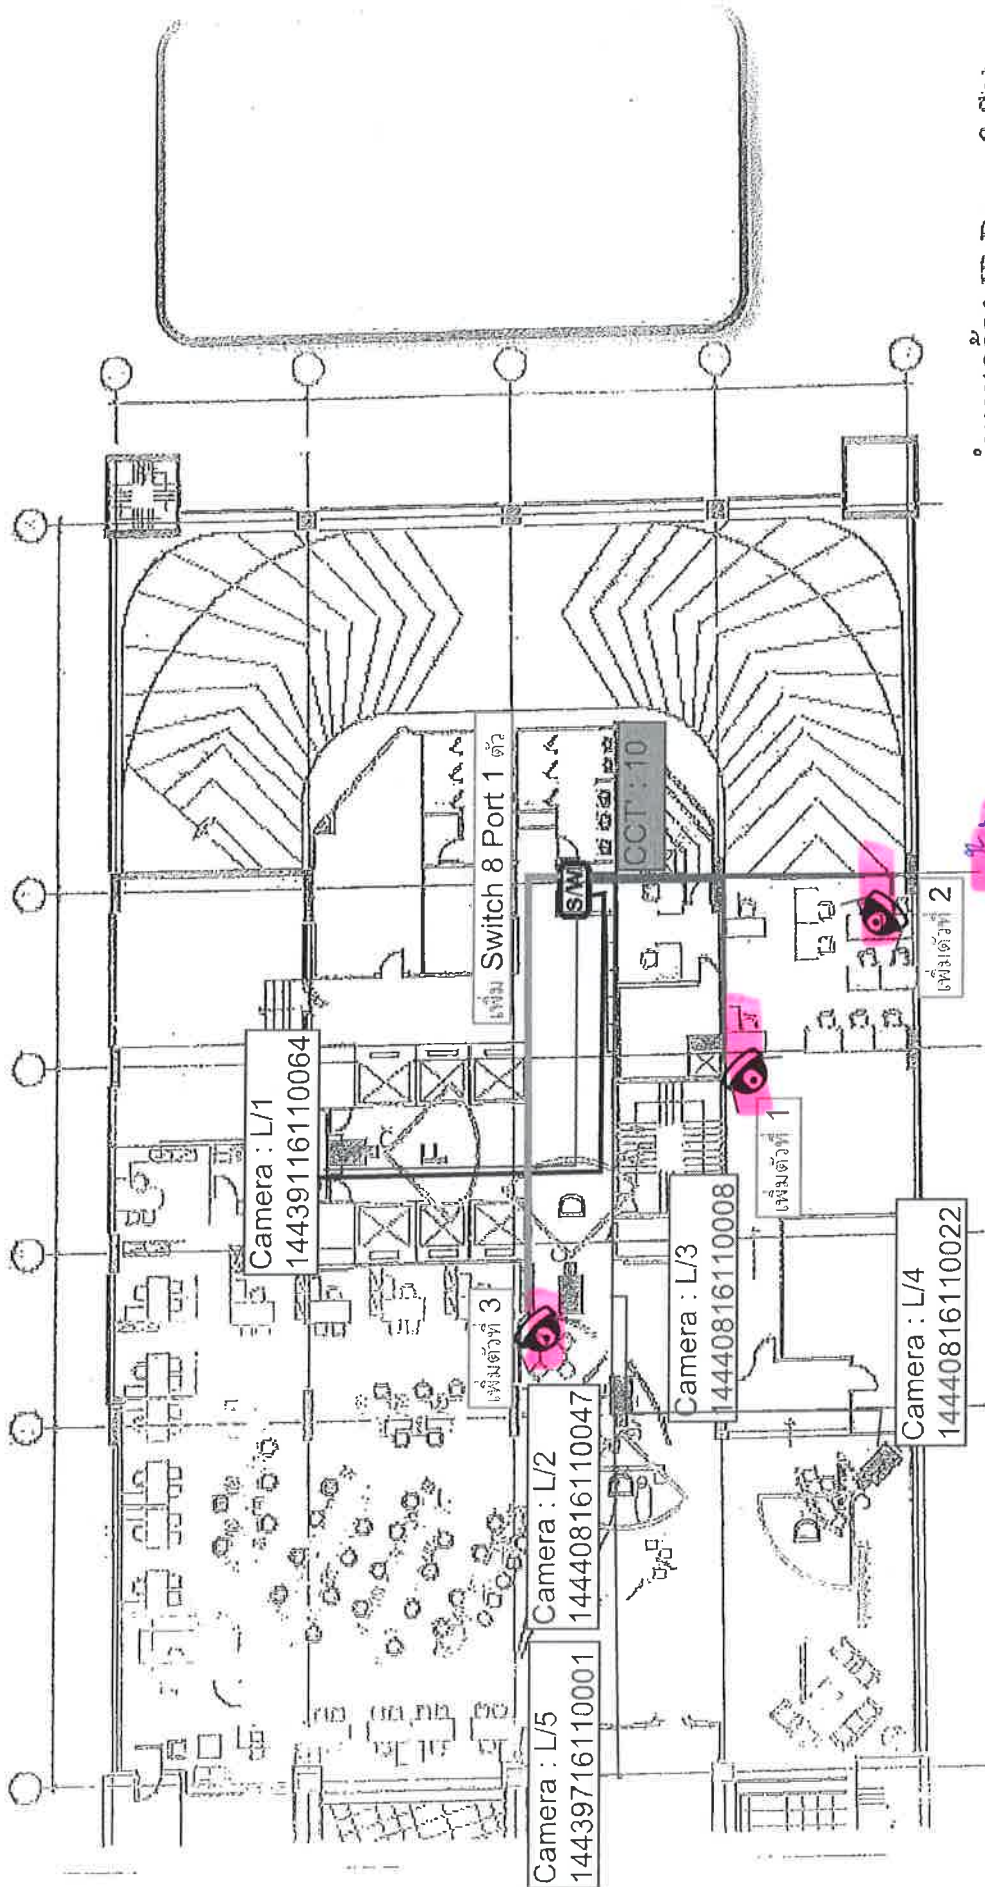 Camera : L/1
14439116110064
เพิ่ม Switch 8 Port 1 ตัว
S/W
CCT : 10
เพิ่มตัวที่ 3
เพิ่มตัวที่ 1
เพิ่มตัวที่ 2
Camera : L/5
14439716110001
Camera : L/2
14440816110047
Camera : L/3
14440816110008
Camera : L/4
14440816110022
C
F
D
C
D
D
C